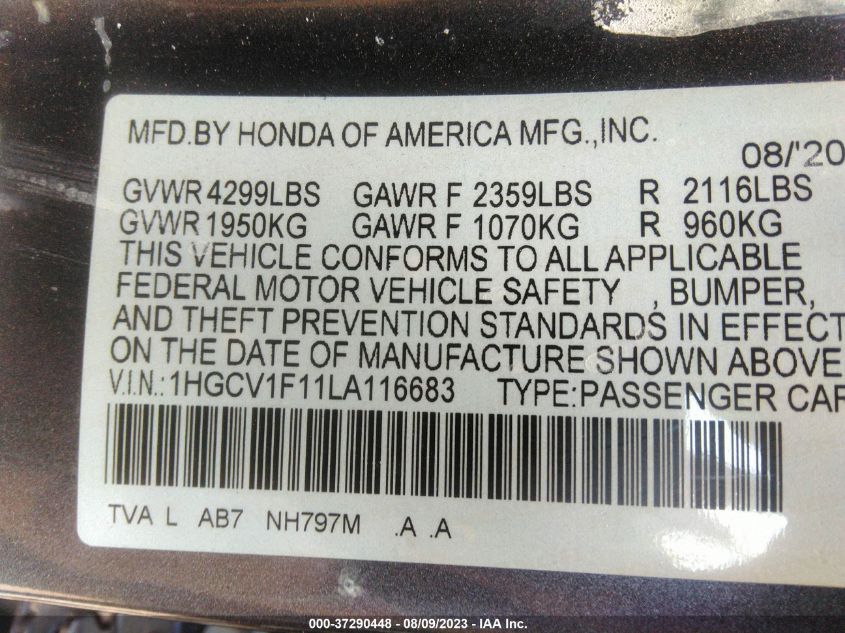 MFD.BY HONDA OF AMERICA MFG.,INC.
08/'20
GVWR 4299LBS GAWR F 2359LBS R 2116LBS
GVWR 1950KG GAWR F 1070KG R 960KG
THIS VEHICLE CONFORMS TO ALL APPLICABLE
FEDERAL MOTOR VEHICLE SAFETY , BUMPER,
AND THEFT PREVENTION STANDARDS IN EFFECT
ON THE DATE OF MANUFACTURE SHOWN ABOVE
V.I.N.: 1HGCV1F11LA116683 TYPE:PASSENGER CAR
TVA L AB7 NH797M .A .A
000-37290448 - 08/09/2023 - IAA Inc.